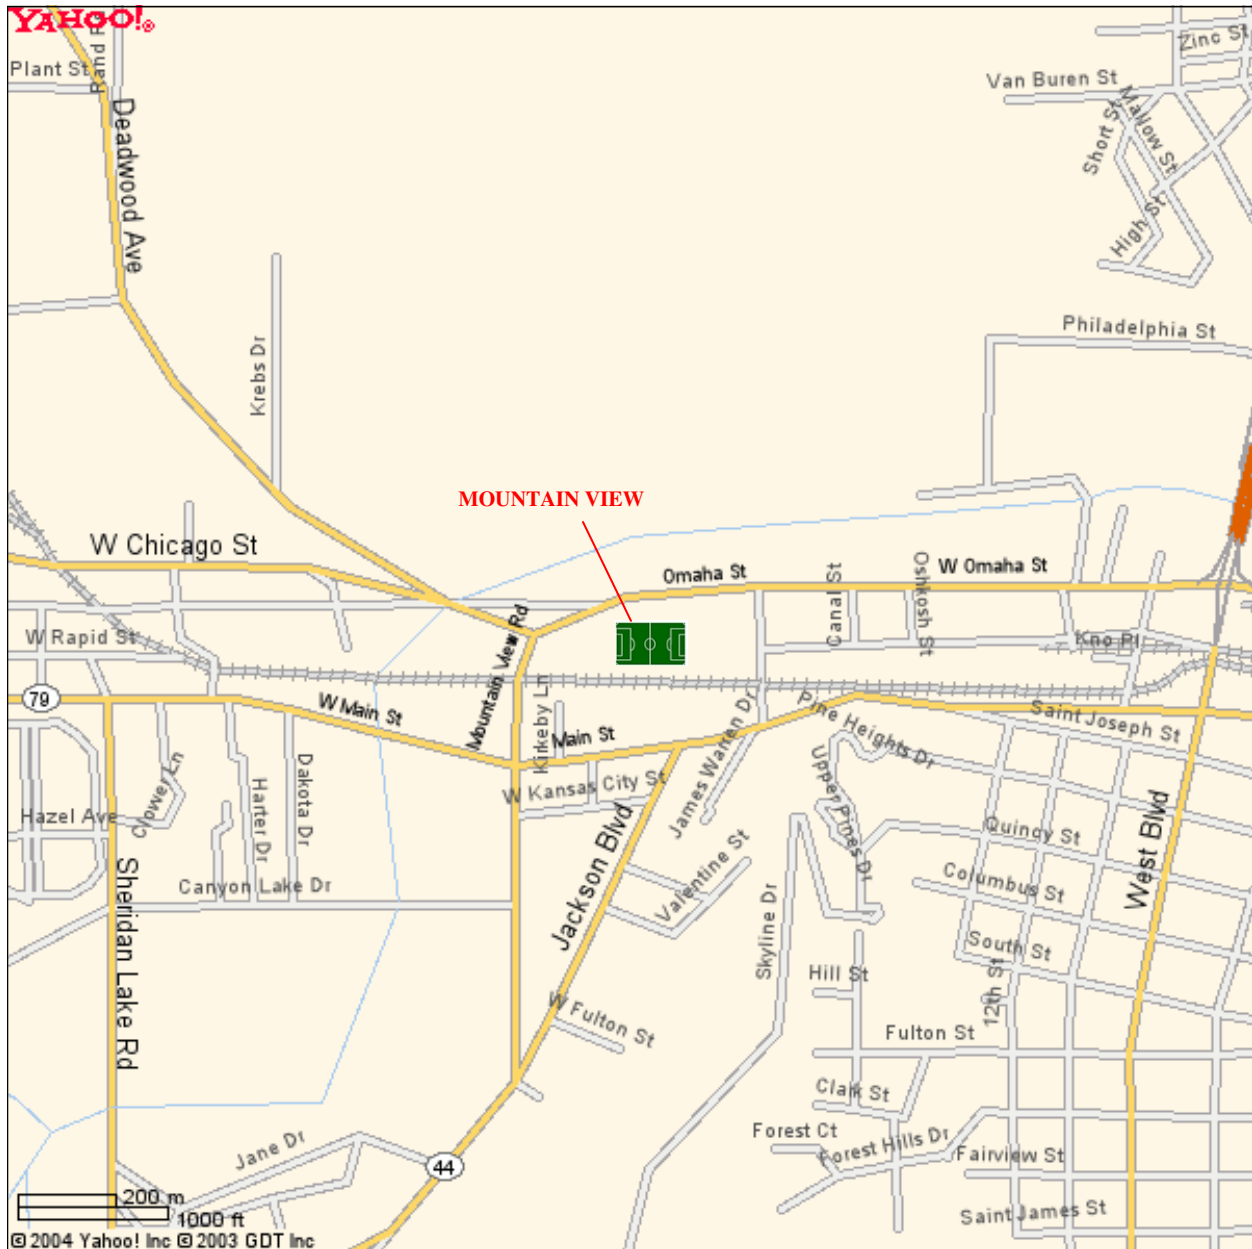 YAHOO!®
Rand R
Plant St
Deadwood Ave
Zinc St
Van Buren St
Mallow St
Short St
High St
Philadelphia St
Krebs Dr
MOUNTAIN VIEW
W Chicago St
Omaha St
W Omaha St
Canal St
Oshkosh St
Kno Pl
W Rapid St
Mountain View Rd
79
W Main St
Kirkeby Ln
Main St
James Warren Dr
Pine Heights Dr
Saint Joseph St
Upper Pines Dr
W Kansas City St
Clower Ln
Harter Dr
Dakota Dr
Hazel Ave
Canyon Lake Dr
Sheridan Lake Rd
Jackson Blvd
Valentine St
Quincy St
Columbus St
West Blvd
South St
Skyline Dr
Hill St
12th St
W Fulton St
Fulton St
Clark St
Forest Ct
Forest Hills Dr
Fairview St
Saint James St
Jane Dr
44
200 m
1000 ft
© 2004 Yahoo! Inc © 2003 GDT Inc